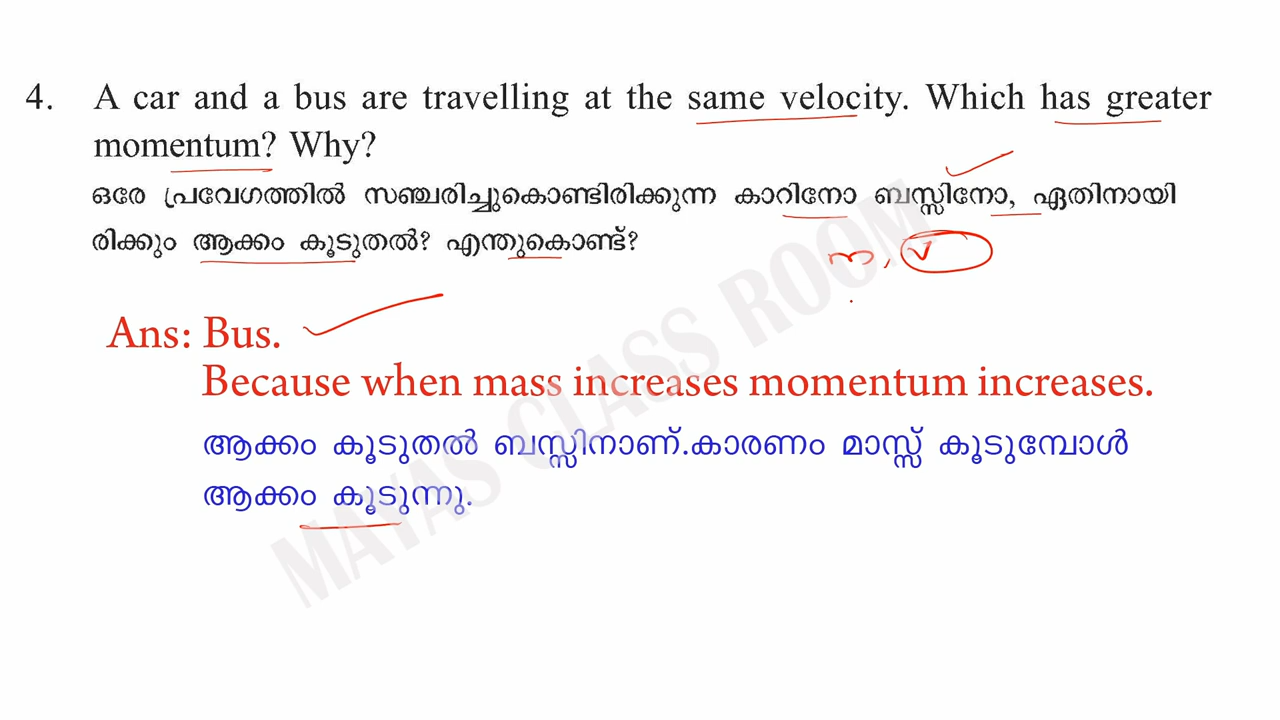 4. A car and a bus are travelling at the same velocity. Which has greater
momentum? Why?
ഒരേ പ്രവേഗത്തിൽ സഞ്ചരിച്ചുകൊണ്ടിരിക്കുന്ന കാറിനോ ബസ്സിനോ, ഏതിനായി
രിക്കും ആക്കം കൂടുതൽ? എന്തുകൊണ്ട്?
m, v
Ans: Bus.
Because when mass increases momentum increases.
ആക്കം കൂടുതൽ ബസ്സിനാണ്.കാരണം മാസ്സ് കൂടുമ്പോൾ
ആക്കം കൂടുന്നു.
MAYAS CLASS ROOM